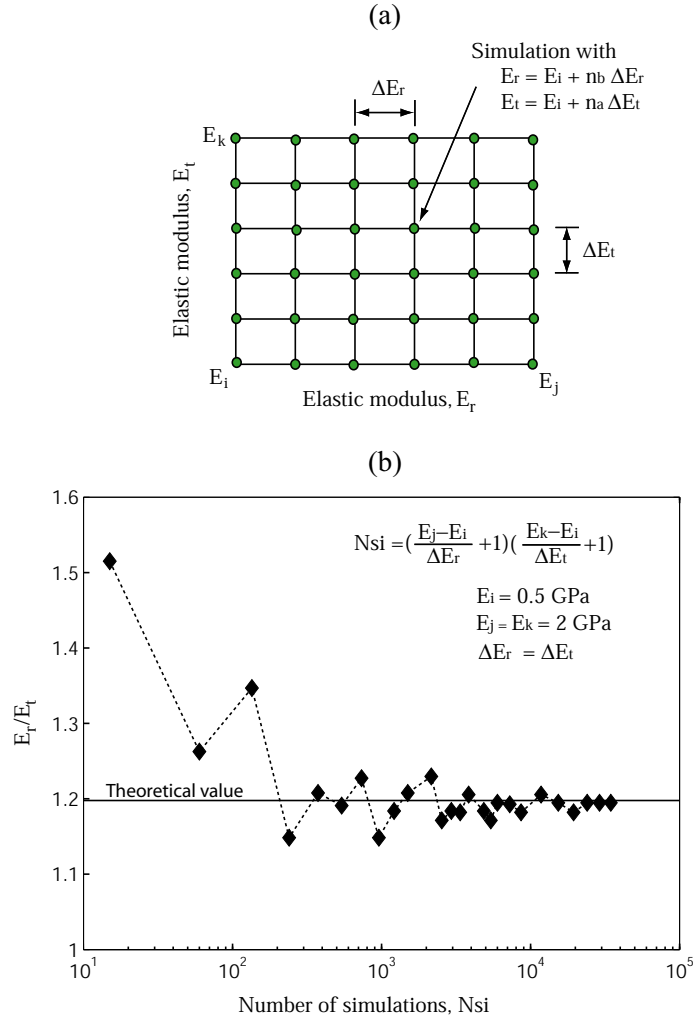 (a)
Simulation with
Er = Ei + nb ΔEr
Et = Ei + na ΔEt
ΔEr
Ek
Elastic modulus, Et
ΔEt
Ei
Ej
Elastic modulus, Er
(b)
1.6
1.5
1.4
1.3
1.2
1.1
1
Er/Et
Nsi =(Ej−Ei/ΔEr +1)(Ek−Ei/ΔEt +1)
Ei = 0.5 GPa
Ej = Ek = 2 GPa
ΔEr = ΔEt
Theoretical value
10^1
10^2
10^3
10^4
10^5
Number of simulations, Nsi